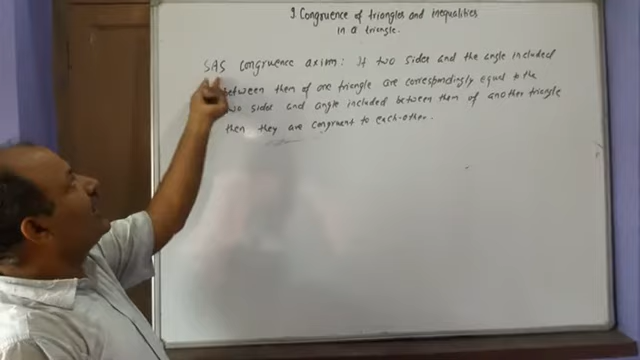 9. Congruence of triangles and inequalities
in a triangle.
SAS congruence axiom: If two sides and the angle included
between them of one triangle are correspondingly equal to the
two sides and angle included between them of another triangle
then they are congruent to each-other.